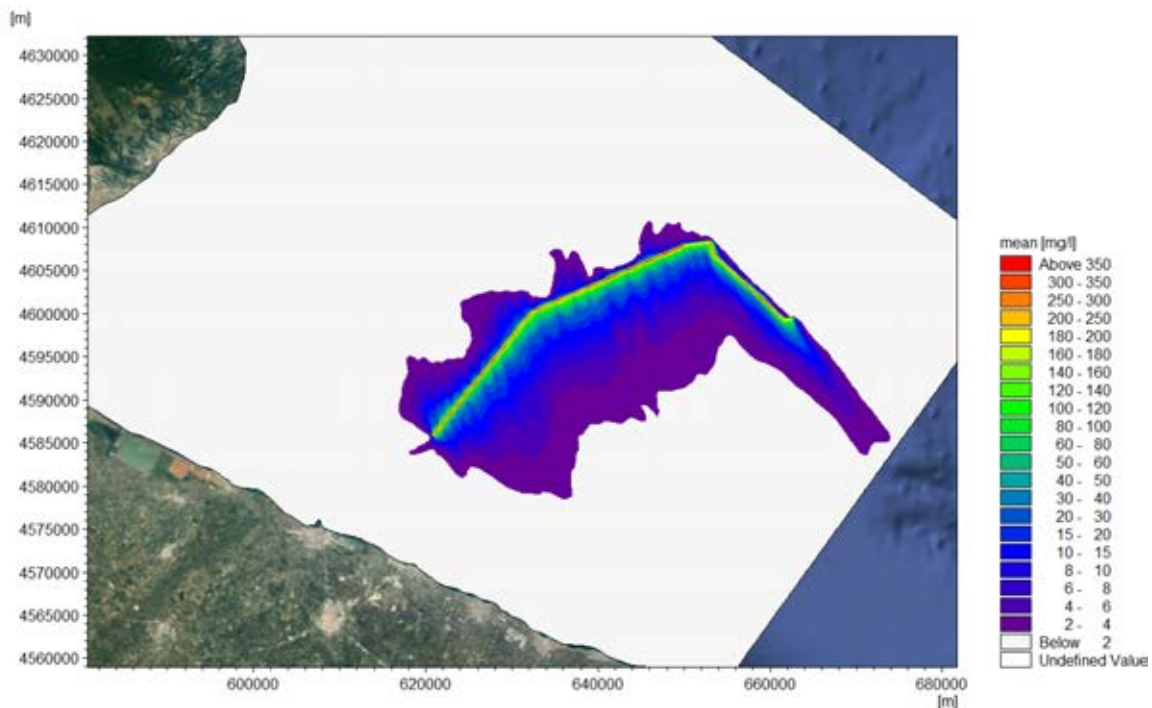 [m]
4630000
4625000
4620000
4615000
4610000
4605000
4600000
4595000
4590000
4585000
4580000
4575000
4570000
4565000
4560000
600000
620000
640000
660000
680000
[m]
mean [mg/l]
Above 350
300 - 350
250 - 300
200 - 250
180 - 200
160 - 180
140 - 160
120 - 140
100 - 120
80 - 100
60 - 80
50 - 60
40 - 50
30 - 40
20 - 30
15 - 20
10 - 15
8 - 10
6 - 8
4 - 6
2 - 4
Below 2
Undefined Value